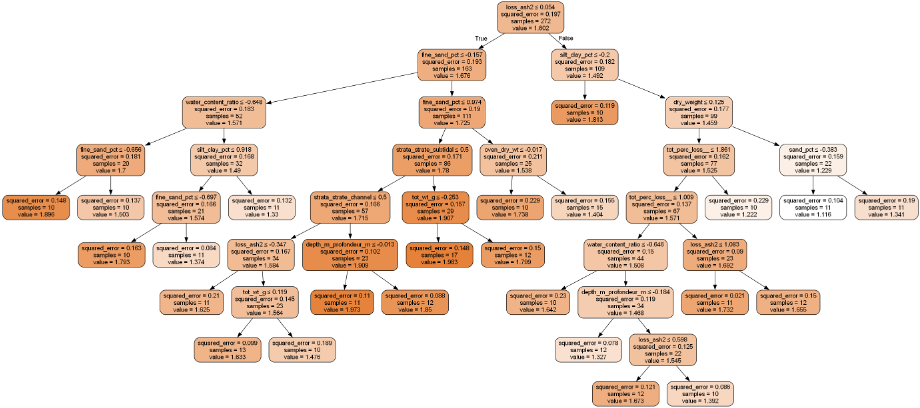 loss_ash2 ≤ 0.054
squared_error = 0.197
samples = 272
value = 1.602
True
False
fine_sand_pct ≤ -0.157
squared_error = 0.193
samples = 163
value = 1.676
silt_clay_pct ≤ -0.2
squared_error = 0.182
samples = 109
value = 1.492
water_content_ratio ≤ -0.648
squared_error = 0.183
samples = 52
value = 1.571
fine_sand_pct ≤ 0.974
squared_error = 0.19
samples = 111
value = 1.725
squared_error = 0.119
samples = 10
value = 1.813
dry_weight ≤ 0.125
squared_error = 0.177
samples = 99
value = 1.459
fine_sand_pct ≤ -0.656
squared_error = 0.181
samples = 20
value = 1.7
silt_clay_pct ≤ 0.918
squared_error = 0.168
samples = 32
value = 1.49
strata_strate_subtidal ≤ 0.5
squared_error = 0.171
samples = 86
value = 1.78
oven_dry_wt ≤ -0.017
squared_error = 0.211
samples = 25
value = 1.538
tot_perc_loss__ ≤ 1.861
squared_error = 0.162
samples = 77
value = 1.525
sand_pct ≤ -0.383
squared_error = 0.159
samples = 22
value = 1.229
squared_error = 0.148
samples = 10
value = 1.896
squared_error = 0.137
samples = 10
value = 1.503
fine_sand_pct ≤ -0.697
squared_error = 0.166
samples = 21
value = 1.574
squared_error = 0.132
samples = 11
value = 1.33
strata_strate_channel ≤ 0.5
squared_error = 0.166
samples = 57
value = 1.715
tot_wt_g ≤ -0.263
squared_error = 0.157
samples = 29
value = 1.907
squared_error = 0.229
samples = 10
value = 1.738
squared_error = 0.165
samples = 15
value = 1.404
tot_perc_loss__ ≤ 1.009
squared_error = 0.137
samples = 67
value = 1.571
squared_error = 0.229
samples = 10
value = 1.222
squared_error = 0.104
samples = 11
value = 1.116
squared_error = 0.19
samples = 11
value = 1.341
squared_error = 0.163
samples = 10
value = 1.793
squared_error = 0.084
samples = 11
value = 1.374
loss_ash2 ≤ -0.347
squared_error = 0.167
samples = 34
value = 1.584
depth_m_profondeur_m ≤ -0.013
squared_error = 0.102
samples = 23
value = 1.909
squared_error = 0.148
samples = 17
value = 1.983
squared_error = 0.15
samples = 12
value = 1.799
water_content_ratio ≤ -0.648
squared_error = 0.16
samples = 44
value = 1.508
loss_ash2 ≤ 1.083
squared_error = 0.09
samples = 23
value = 1.692
squared_error = 0.21
samples = 11
value = 1.625
tot_wt_g ≤ 0.119
squared_error = 0.145
samples = 23
value = 1.564
squared_error = 0.11
samples = 11
value = 1.973
squared_error = 0.088
samples = 12
value = 1.85
squared_error = 0.23
samples = 10
value = 1.642
depth_m_profondeur_m ≤ -0.184
squared_error = 0.119
samples = 34
value = 1.468
squared_error = 0.021
samples = 11
value = 1.732
squared_error = 0.15
samples = 12
value = 1.655
squared_error = 0.099
samples = 13
value = 1.633
squared_error = 0.189
samples = 10
value = 1.476
squared_error = 0.078
samples = 12
value = 1.327
loss_ash2 ≤ 0.598
squared_error = 0.125
samples = 22
value = 1.545
squared_error = 0.121
samples = 12
value = 1.673
squared_error = 0.088
samples = 10
value = 1.392